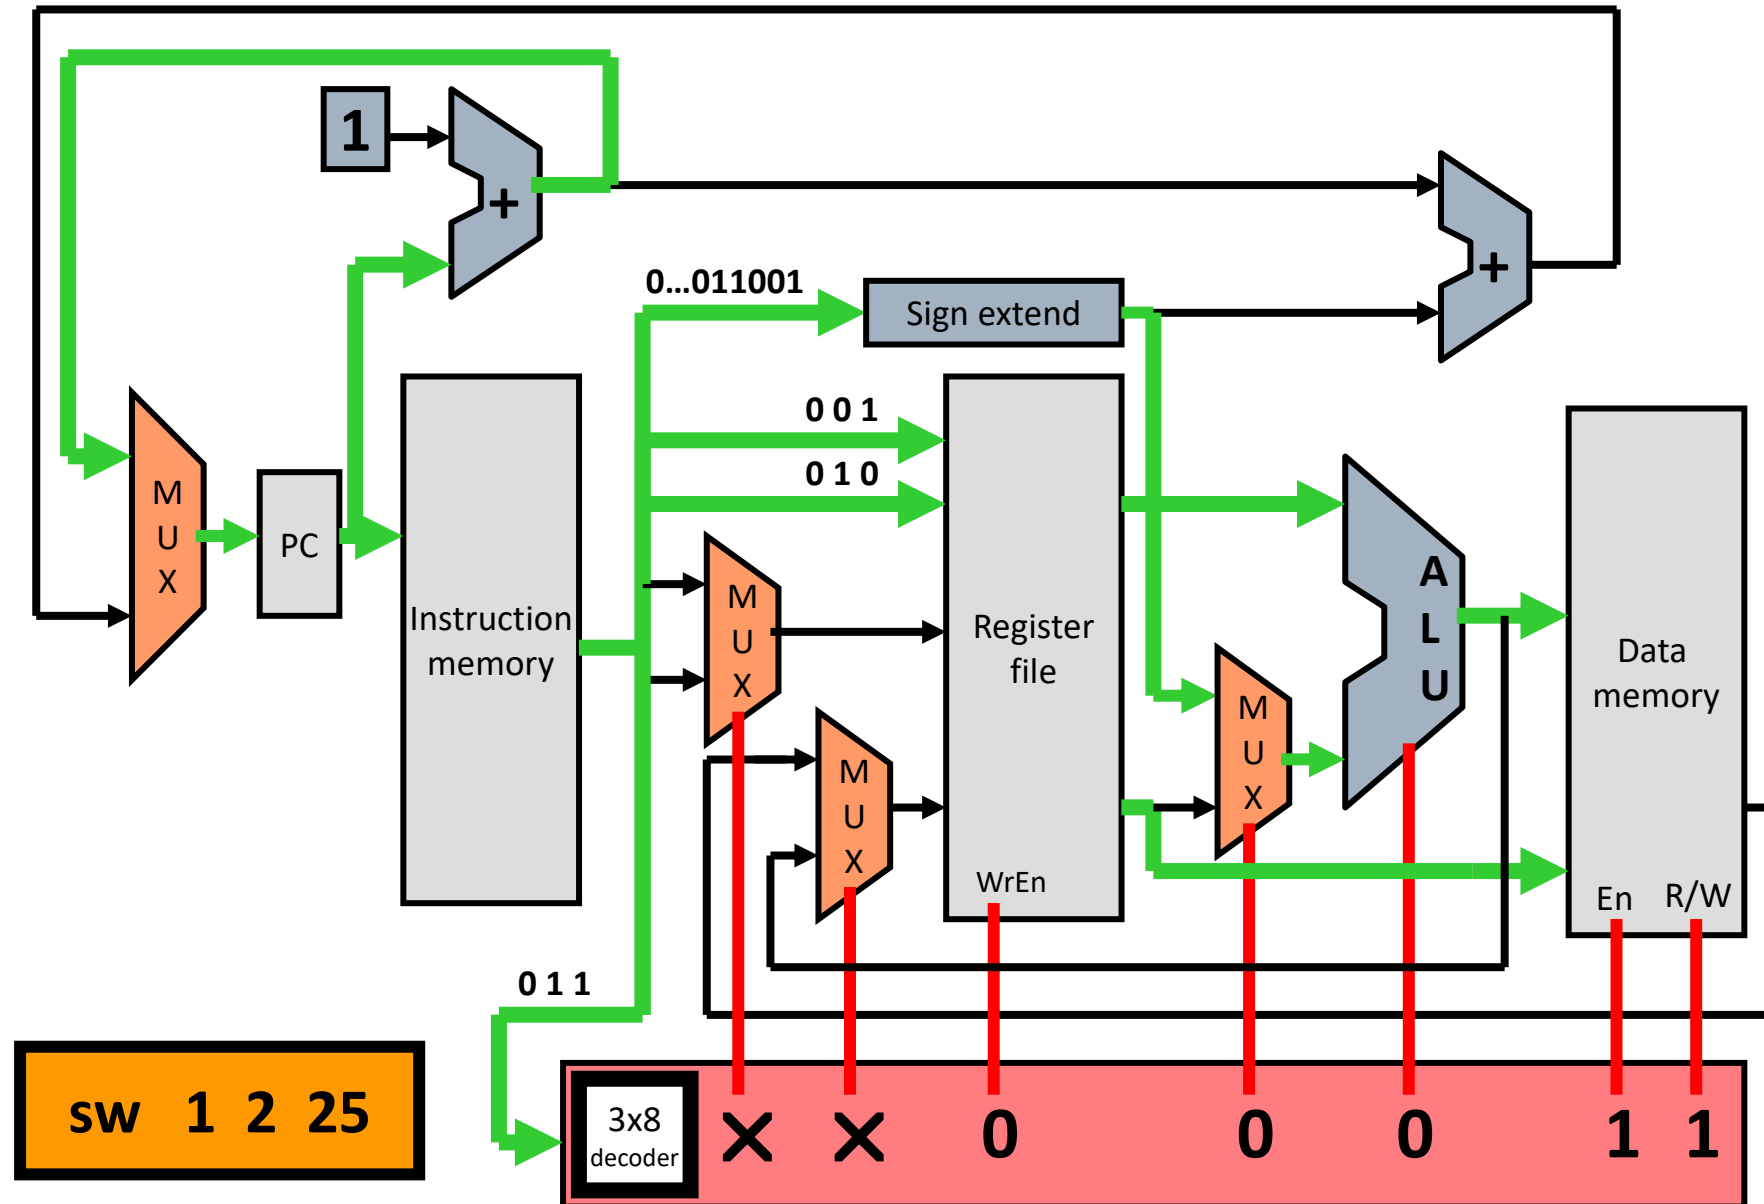 1
+
+
0...011001
Sign extend
0 0 1
0 1 0
M
U
X
PC
Instruction
memory
M
U
X
Register
file
A
L
U
Data
memory
M
U
X
M
U
X
WrEn
En
R/W
0 1 1
sw 1 2 25
3x8
decoder
X X 0 0 0 1 1